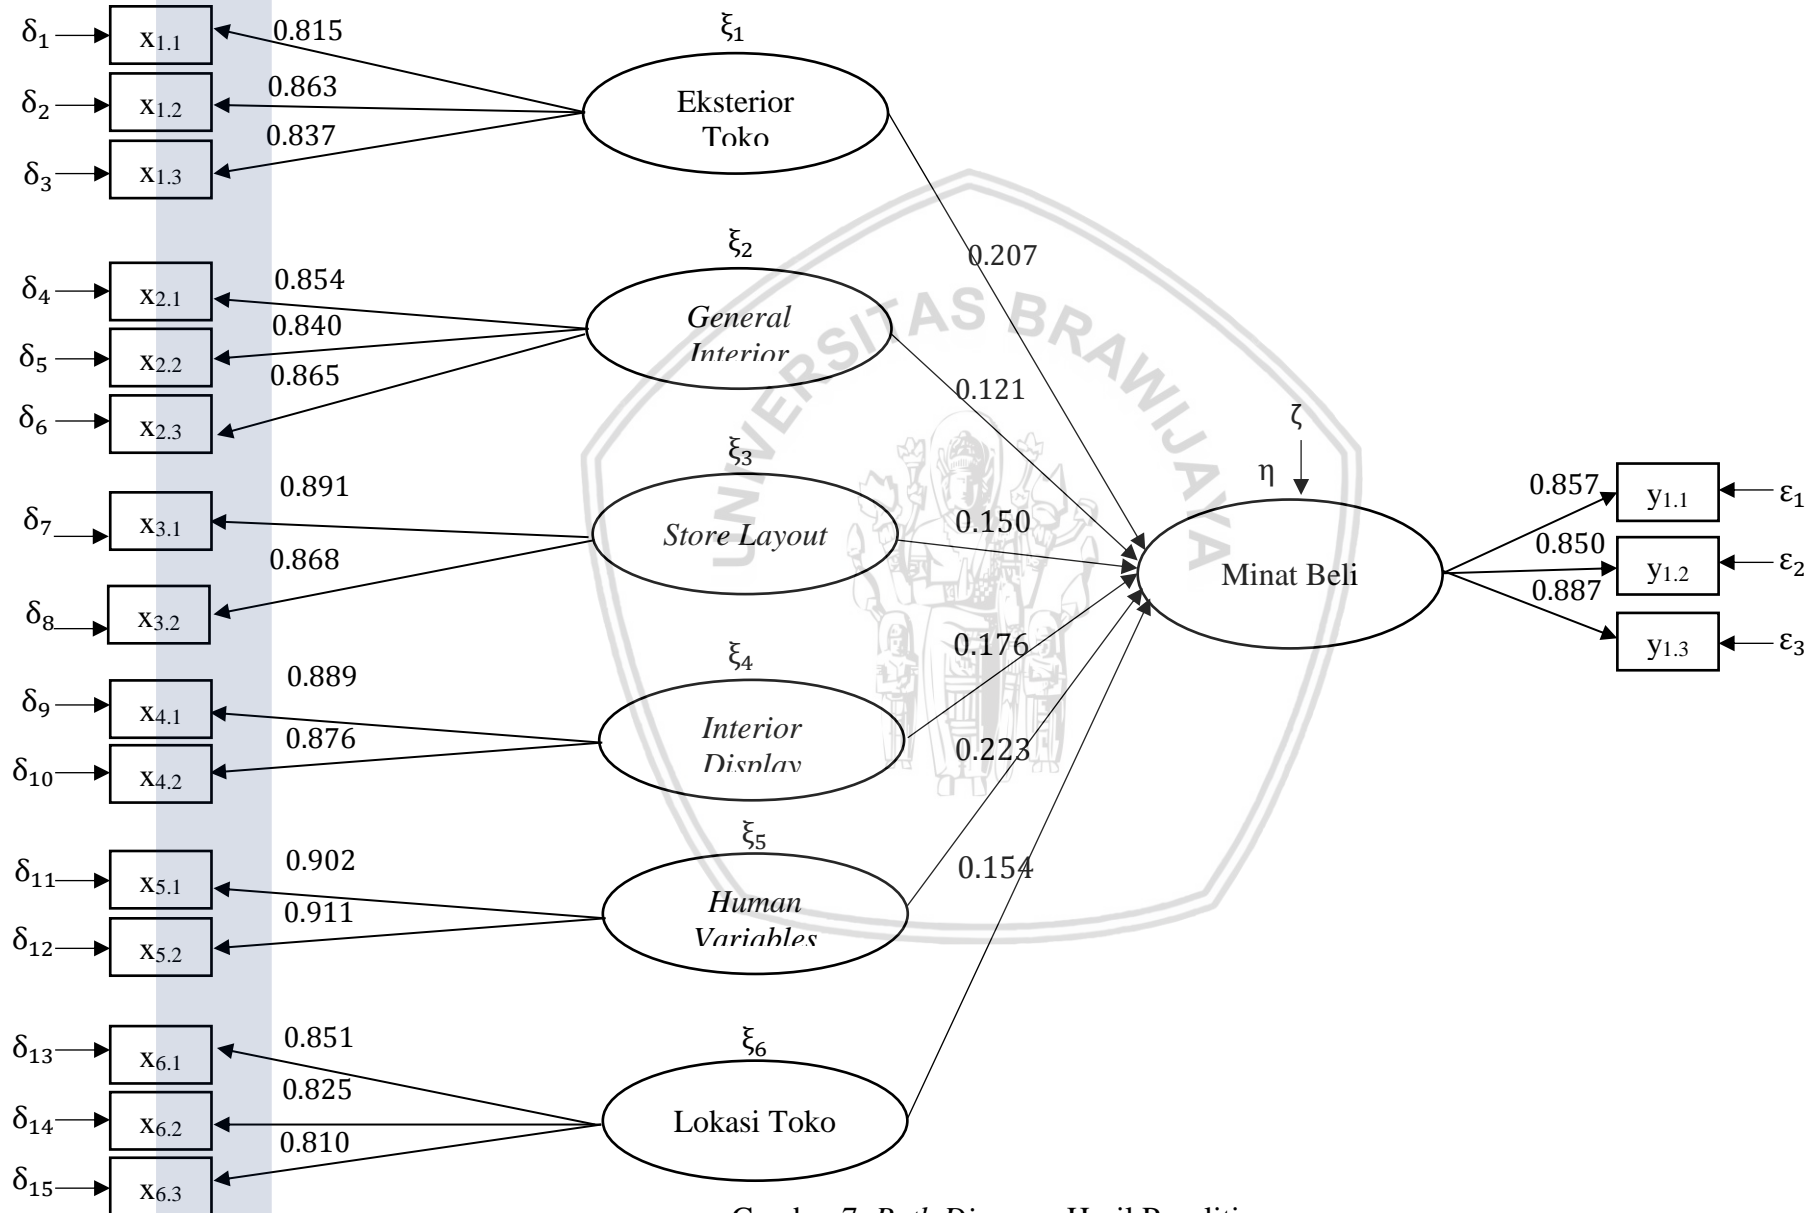 δ1
x1.1
0.815
ξ1
δ2
x1.2
0.863
Eksterior
Toko
δ3
x1.3
0.837
ξ2
0.207
δ4
x2.1
0.854
General
Interior
δ5
x2.2
0.840
δ6
x2.3
0.865
0.121
UNIVERSITAS BRAWIJAYA
ξ3
δ7
x3.1
0.891
Store Layout
0.150
δ8
x3.2
0.868
ζ
η
Minat Beli
0.857
y1.1
ε1
0.850
y1.2
ε2
0.887
y1.3
ε3
ξ4
0.176
δ9
x4.1
0.889
Interior
Display
δ10
x4.2
0.876
0.223
ξ5
δ11
x5.1
0.902
Human
Variables
0.154
δ12
x5.2
0.911
ξ6
δ13
x6.1
0.851
δ14
x6.2
0.825
Lokasi Toko
δ15
x6.3
0.810